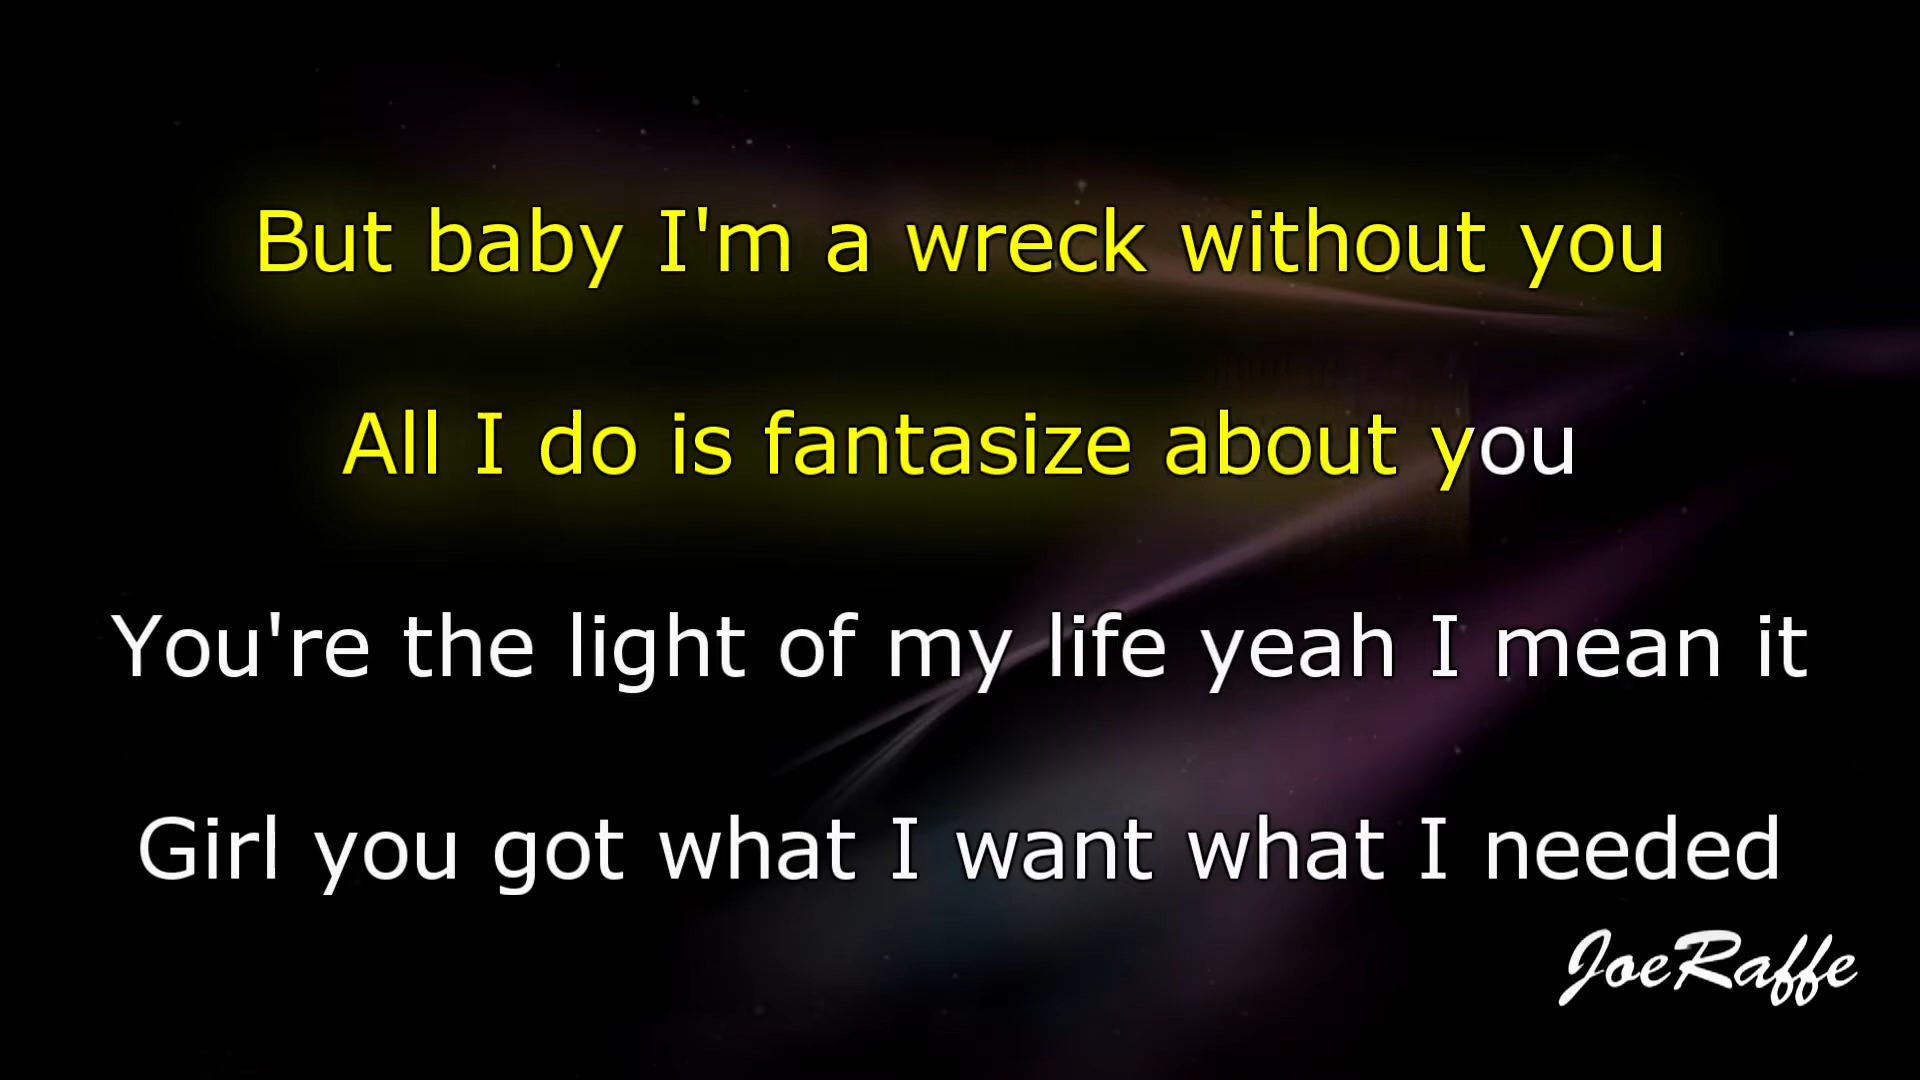 But baby I'm a wreck without you
All I do is fantasize about you
You're the light of my life yeah I mean it
Girl you got what I want what I needed
JoeRaffe